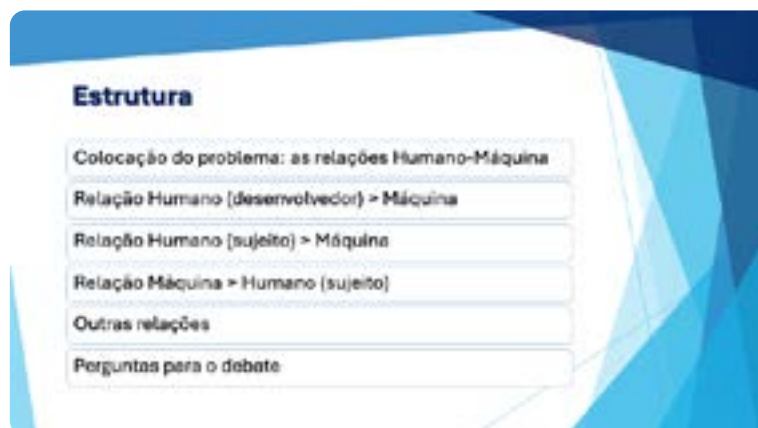 Estrutura
Colocação do problema: as relações Humano-Máquina
Relação Humano (desenvolvedor) > Máquina
Relação Humano (sujeito) > Máquina
Relação Máquina > Humano (sujeito)
Outras relações
Perguntas para o debate